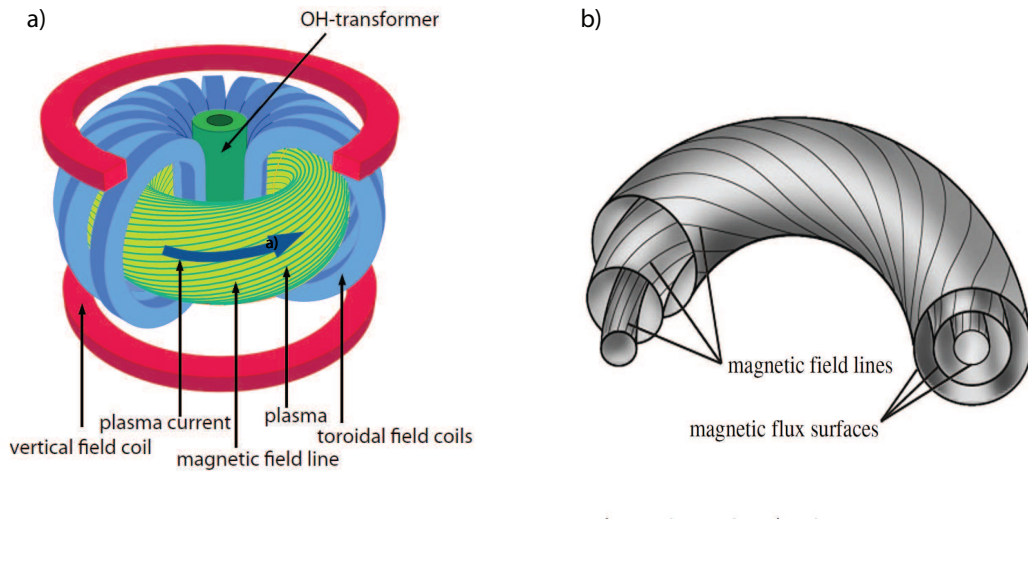 a)
OH-transformer
a)
plasma current
plasma
toroidal field coils
vertical field coil
magnetic field line
b)
magnetic field lines
magnetic flux surfaces